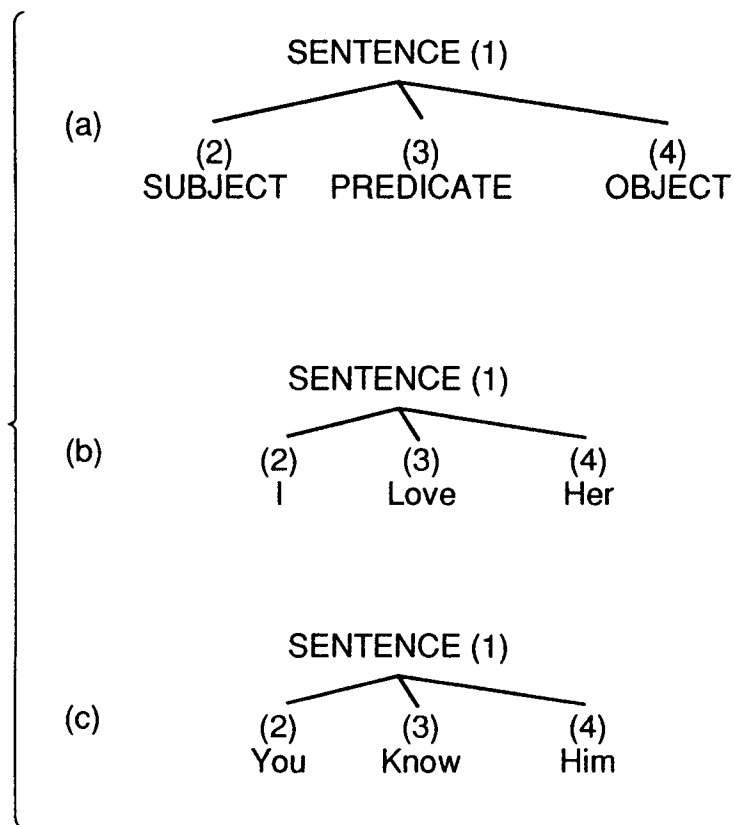 SENTENCE (1)
(a)
(2) (3) (4)
SUBJECT PREDICATE OBJECT
SENTENCE (1)
(b)
(2) (3) (4)
I Love Her
SENTENCE (1)
(c)
(2) (3) (4)
You Know Him